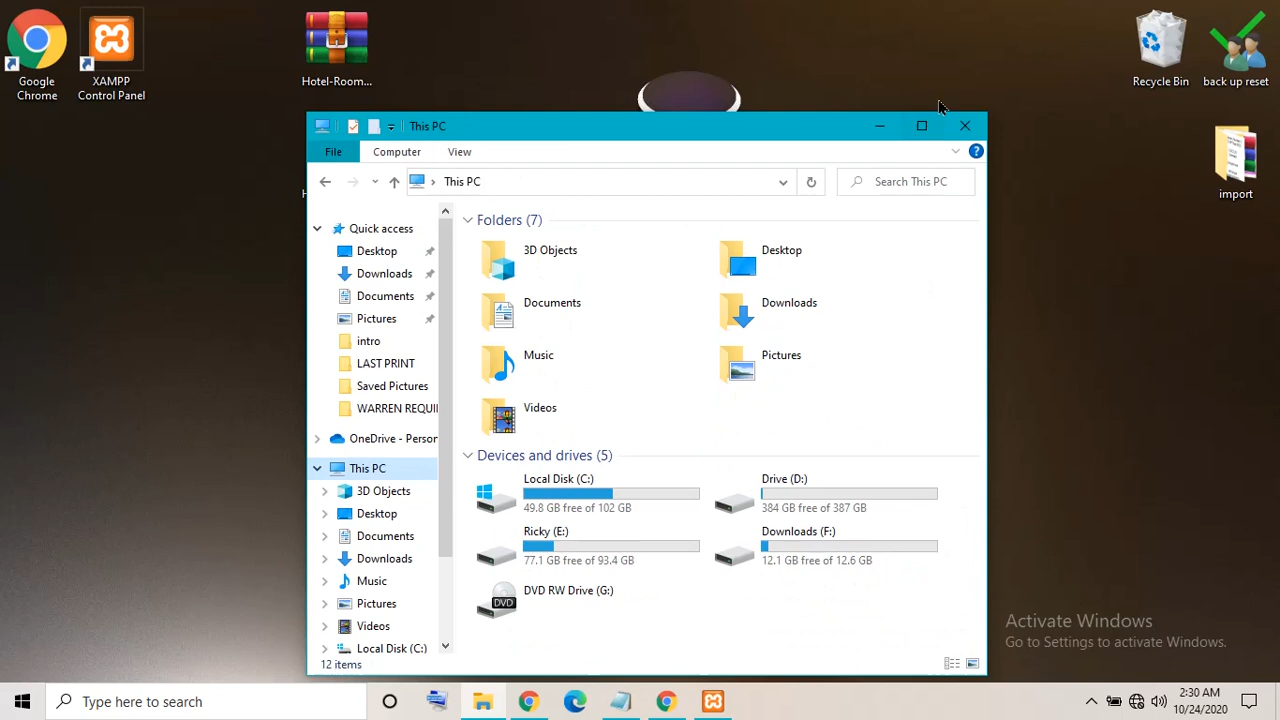 Google
Chrome
XAMPP
Control Panel
Hotel-Room...
Recycle Bin
back up reset
import
This PC
File
Computer
View
This PC
Search This PC
Quick access
Desktop
Downloads
Documents
Pictures
intro
LAST PRINT
Saved Pictures
WARREN REQUI
OneDrive - Person
This PC
3D Objects
Desktop
Documents
Downloads
Music
Pictures
Videos
Local Disk (C:)
Folders (7)
3D Objects
Desktop
Documents
Downloads
Music
Pictures
Videos
Devices and drives (5)
Local Disk (C:)
49.8 GB free of 102 GB
Drive (D:)
384 GB free of 387 GB
Ricky (E:)
77.1 GB free of 93.4 GB
Downloads (F:)
12.1 GB free of 12.6 GB
DVD RW Drive (G:)
DVD
12 items
Activate Windows
Go to Settings to activate Windows.
Type here to search
2:30 AM
10/24/2020